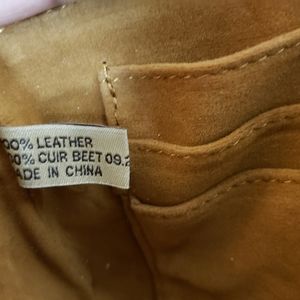 00% LEATHER
00% CUIR BEET 09.2
ADE IN CHINA